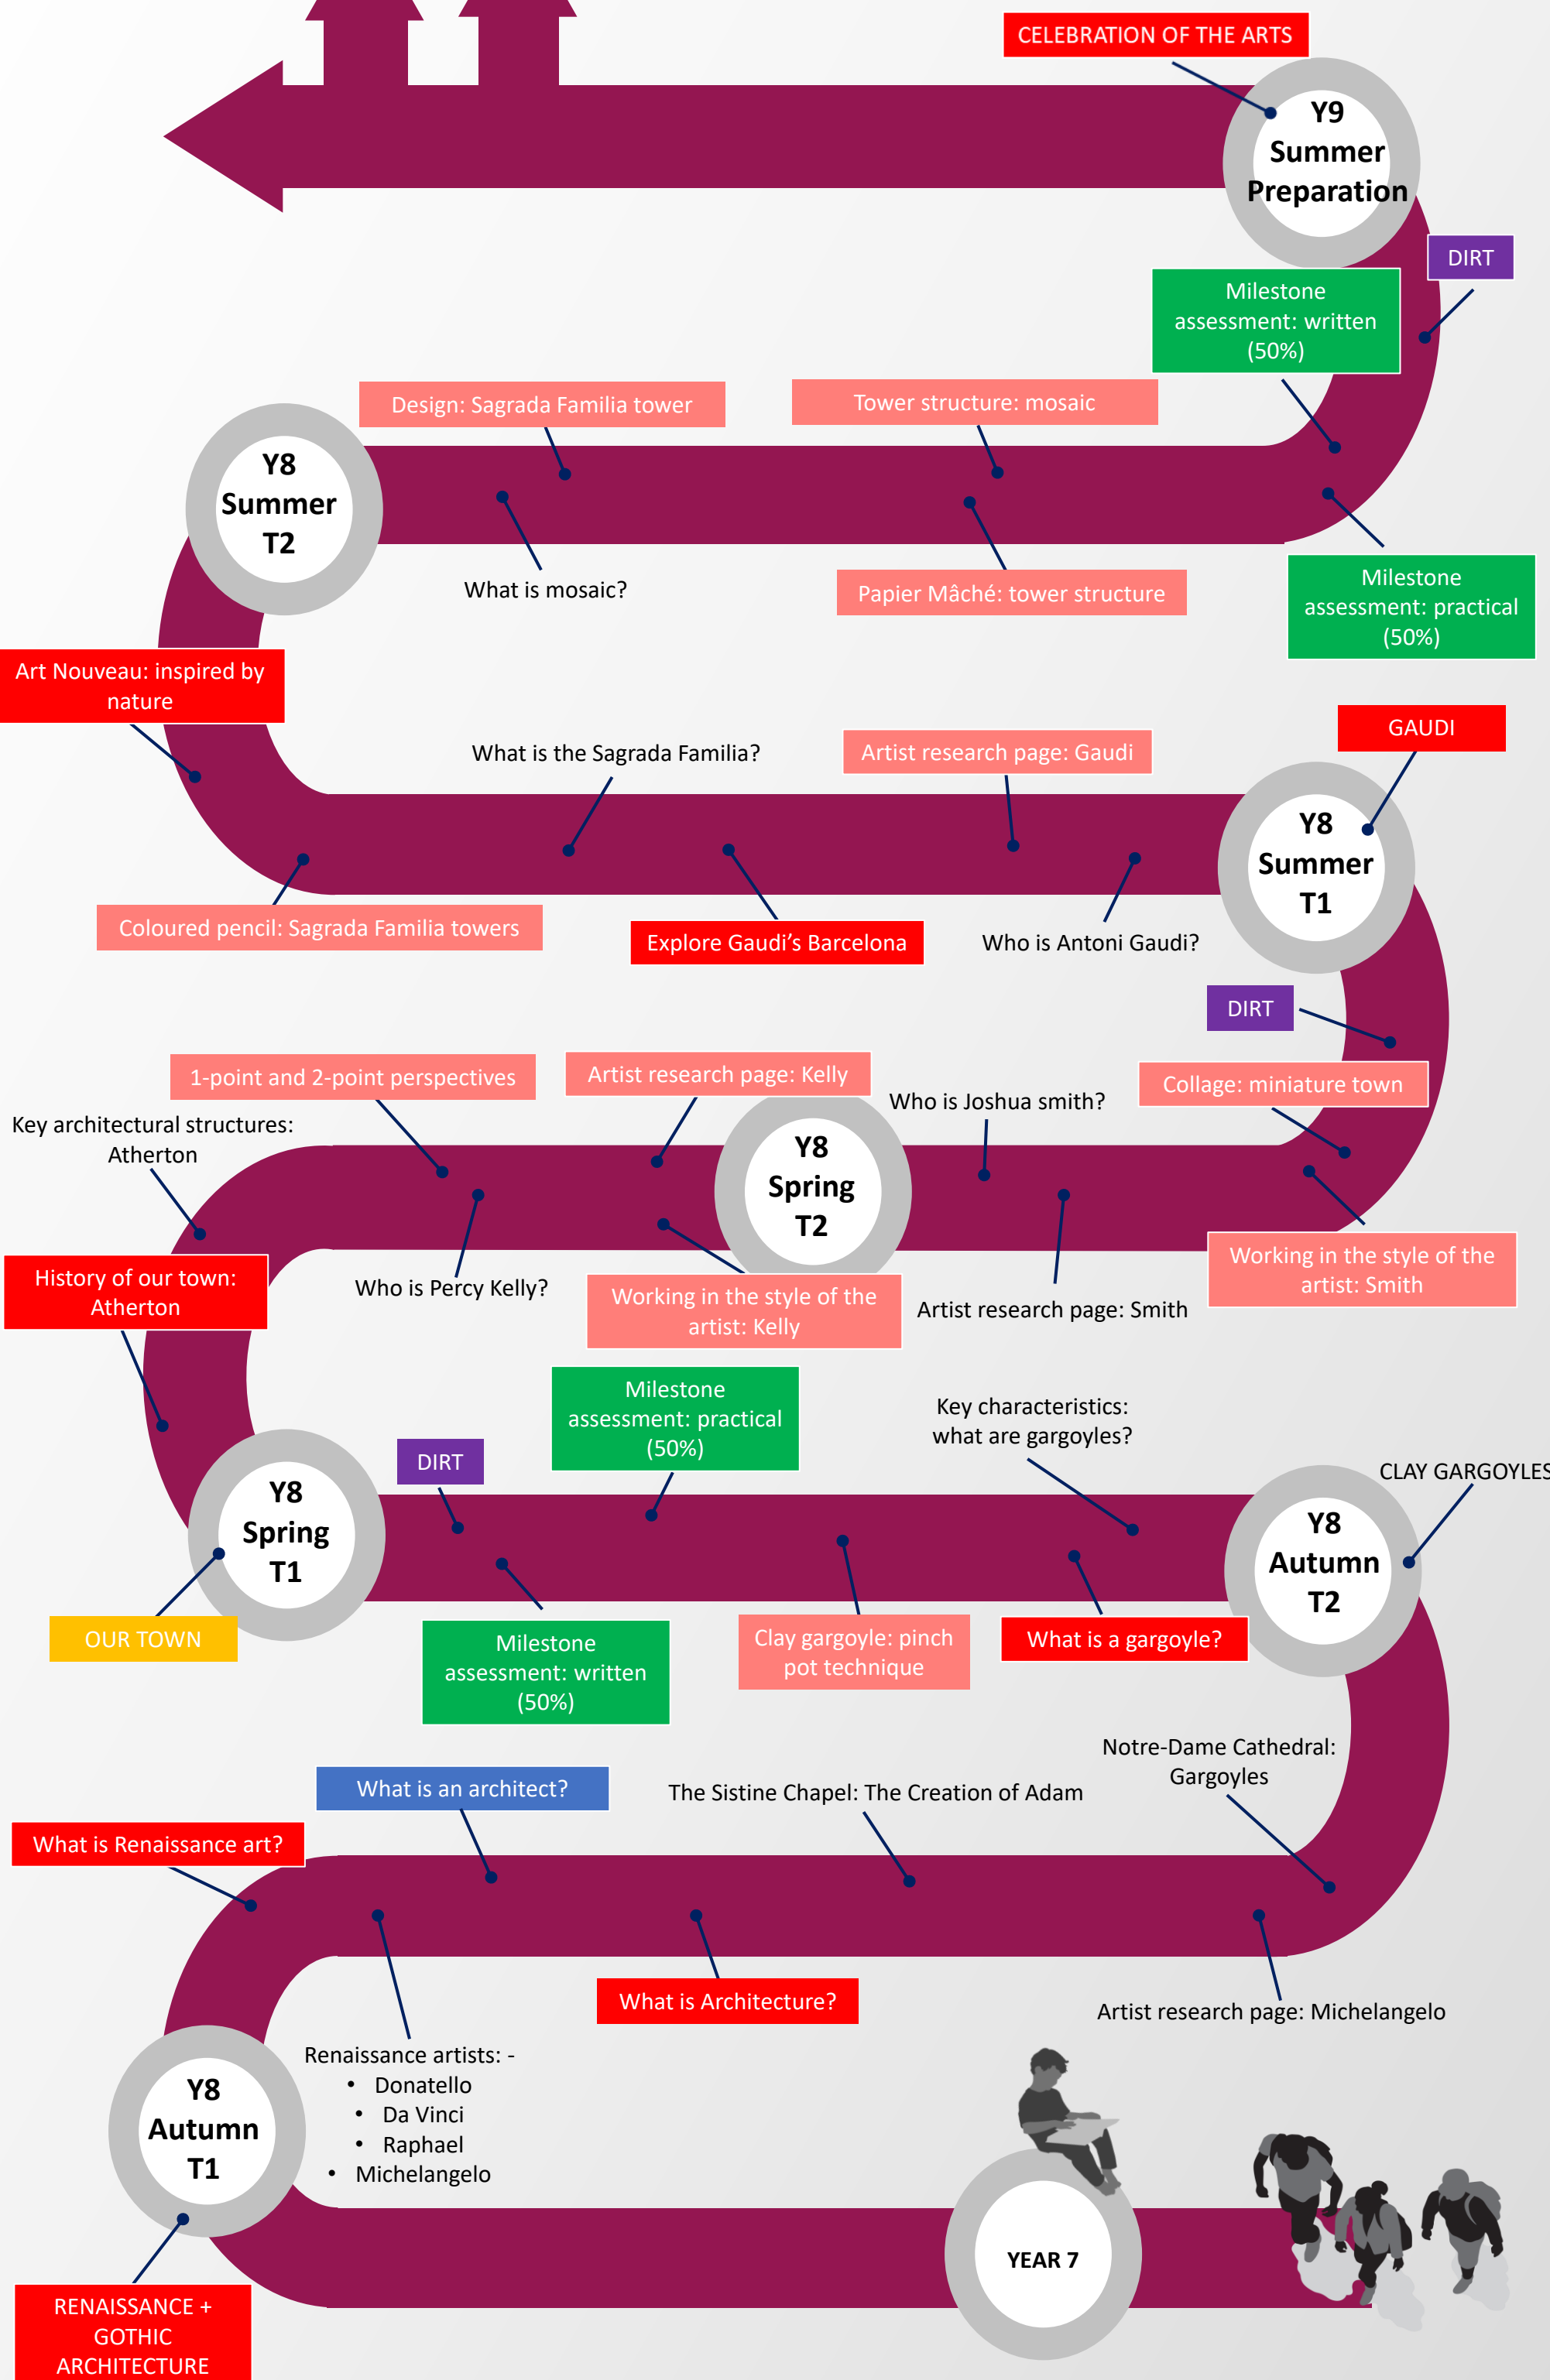 CELEBRATION OF THE ARTS
Y9
Summer
Preparation
DIRT
Milestone
assessment: written
(50%)
Design: Sagrada Familia tower
Tower structure: mosaic
Y8
Summer
T2
What is mosaic?
Papier Mâché: tower structure
Milestone
assessment: practical
(50%)
Art Nouveau: inspired by
nature
What is the Sagrada Familia?
Artist research page: Gaudi
GAUDI
Y8
Summer
T1
Coloured pencil: Sagrada Familia towers
Explore Gaudi's Barcelona
Who is Antoni Gaudi?
DIRT
1-point and 2-point perspectives
Artist research page: Kelly
Who is Joshua smith?
Collage: miniature town
Key architectural structures:
Atherton
Y8
Spring
T2
History of our town:
Atherton
Who is Percy Kelly?
Working in the style of the
artist: Kelly
Artist research page: Smith
Working in the style of the
artist: Smith
Milestone
assessment: practical
(50%)
Key characteristics:
what are gargoyles?
DIRT
CLAY GARGOYLES
Y8
Spring
T1
Y8
Autumn
T2
OUR TOWN
Milestone
assessment: written
(50%)
Clay gargoyle: pinch
pot technique
What is a gargoyle?
Notre-Dame Cathedral:
Gargoyles
What is an architect?
The Sistine Chapel: The Creation of Adam
What is Renaissance art?
What is Architecture?
Artist research page: Michelangelo
Renaissance artists: -
• Donatello
• Da Vinci
• Raphael
• Michelangelo
Y8
Autumn
T1
YEAR 7
RENAISSANCE +
GOTHIC
ARCHITECTURE